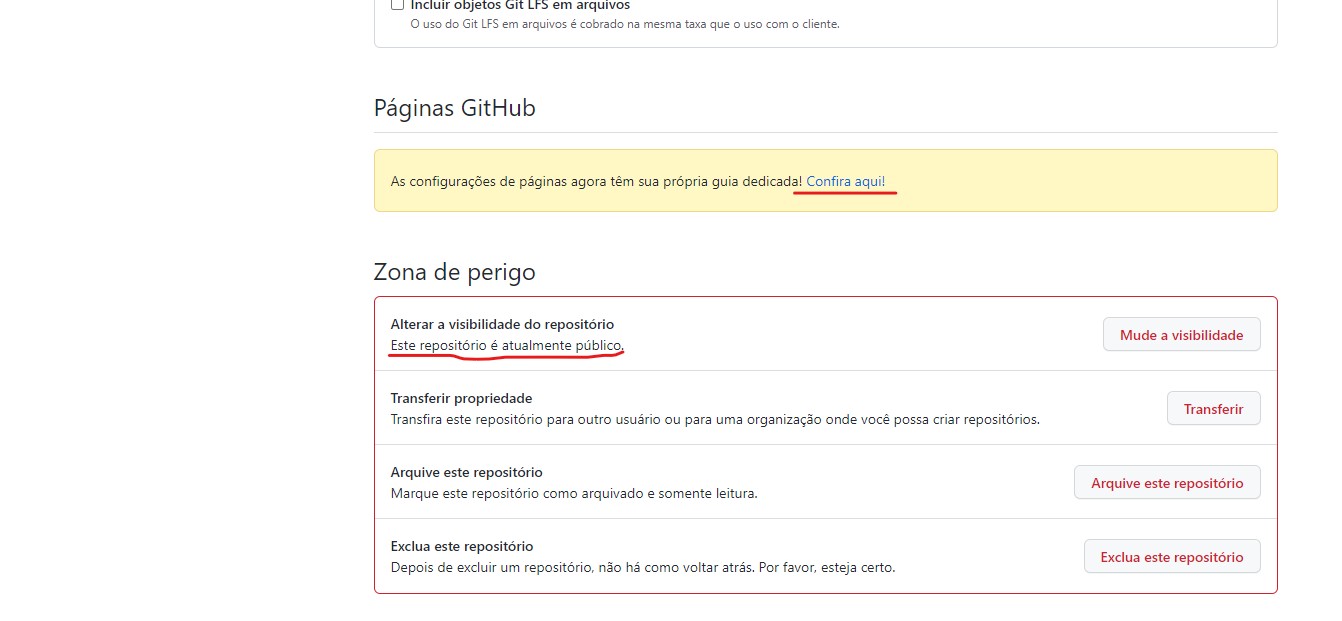 Incluir objetos Git LFS em arquivos
O uso do Git LFS em arquivos é cobrado na mesma taxa que o uso com o cliente.
Páginas GitHub
As configurações de páginas agora têm sua própria guia dedicada! Confira aqui!
Zona de perigo
Alterar a visibilidade do repositório
Este repositório é atualmente público.
Mude a visibilidade
Transferir propriedade
Transfira este repositório para outro usuário ou para uma organização onde você possa criar repositórios.
Transferir
Arquive este repositório
Marque este repositório como arquivado e somente leitura.
Arquive este repositório
Exclua este repositório
Depois de excluir um repositório, não há como voltar atrás. Por favor, esteja certo.
Exclua este repositório